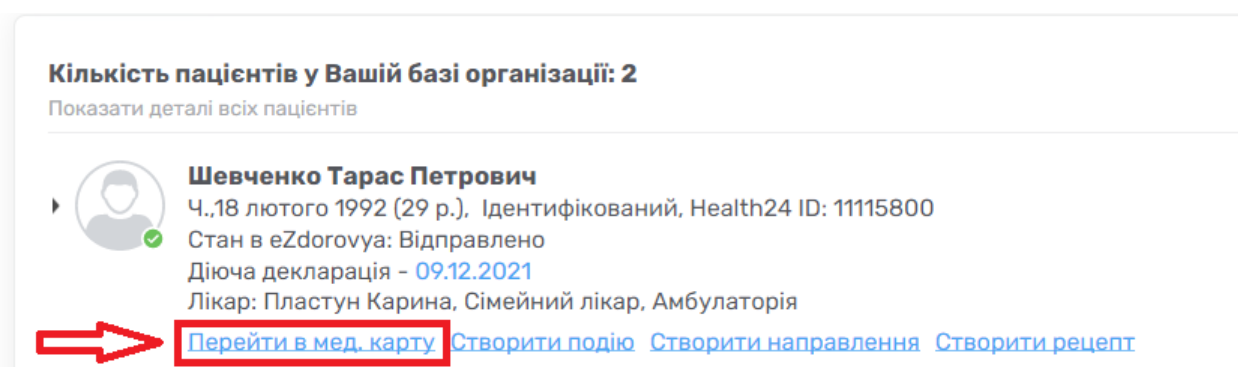 Кількість пацієнтів у Вашій базі організації: 2
Показати деталі всіх пацієнтів
Шевченко Тарас Петрович
Ч.,18 лютого 1992 (29 р.), Ідентифікований, Health24 ID: 11115800
Стан в eZdorovya: Відправлено
Діюча декларація - 09.12.2021
Лікар: Пластун Карина, Сімейний лікар, Амбулаторія
Перейти в мед. карту Створити подію Створити направлення Створити рецепт